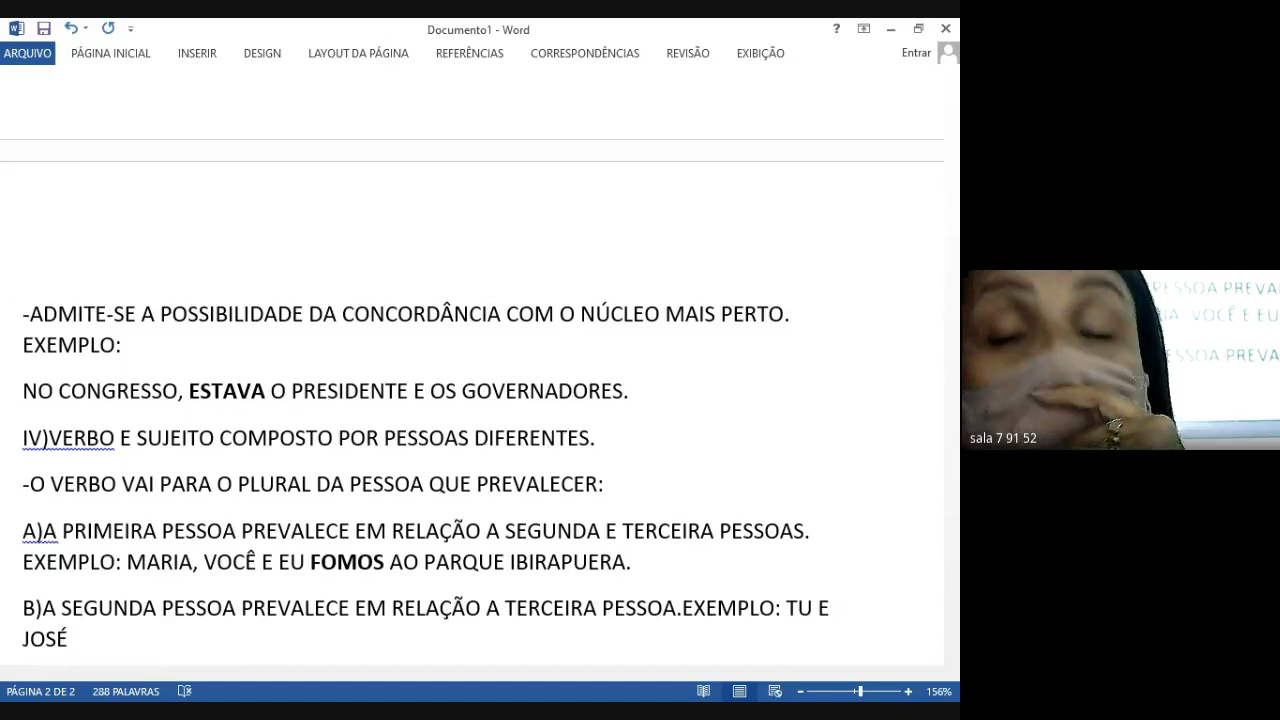 Documento1 - Word
?
ARQUIVO PÁGINA INICIAL INSERIR DESIGN LAYOUT DA PÁGINA REFERÊNCIAS CORRESPONDÊNCIAS REVISÃO EXIBIÇÃO Entrar
-ADMITE-SE A POSSIBILIDADE DA CONCORDÂNCIA COM O NÚCLEO MAIS PERTO.
EXEMPLO:
NO CONGRESSO, ESTAVA O PRESIDENTE E OS GOVERNADORES.
IV)VERBO E SUJEITO COMPOSTO POR PESSOAS DIFERENTES.
-O VERBO VAI PARA O PLURAL DA PESSOA QUE PREVALECER:
A)A PRIMEIRA PESSOA PREVALECE EM RELAÇÃO A SEGUNDA E TERCEIRA PESSOAS.
EXEMPLO: MARIA, VOCÊ E EU FOMOS AO PARQUE IBIRAPUERA.
B)A SEGUNDA PESSOA PREVALECE EM RELAÇÃO A TERCEIRA PESSOA.EXEMPLO: TU E
JOSÉ
PÁGINA 2 DE 2 288 PALAVRAS 156%
VOCÊ E EU
sala 7 91 52